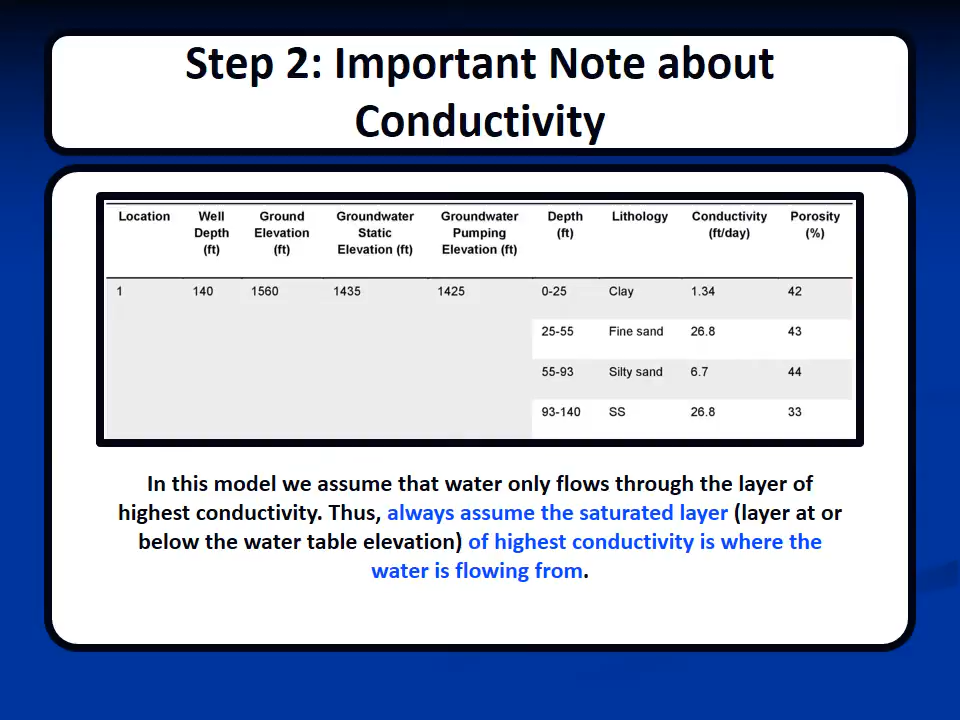 Step 2: Important Note about
Conductivity
Location Well Depth (ft) Ground Elevation (ft) Groundwater Static Elevation (ft) Groundwater Pumping Elevation (ft) Depth (ft) Lithology Conductivity (ft/day) Porosity (%)
1 140 1560 1435 1425 0-25 Clay 1.34 42
25-55 Fine sand 26.8 43
55-93 Silty sand 6.7 44
93-140 SS 26.8 33
In this model we assume that water only flows through the layer of
highest conductivity. Thus, always assume the saturated layer (layer at or
below the water table elevation) of highest conductivity is where the
water is flowing from.